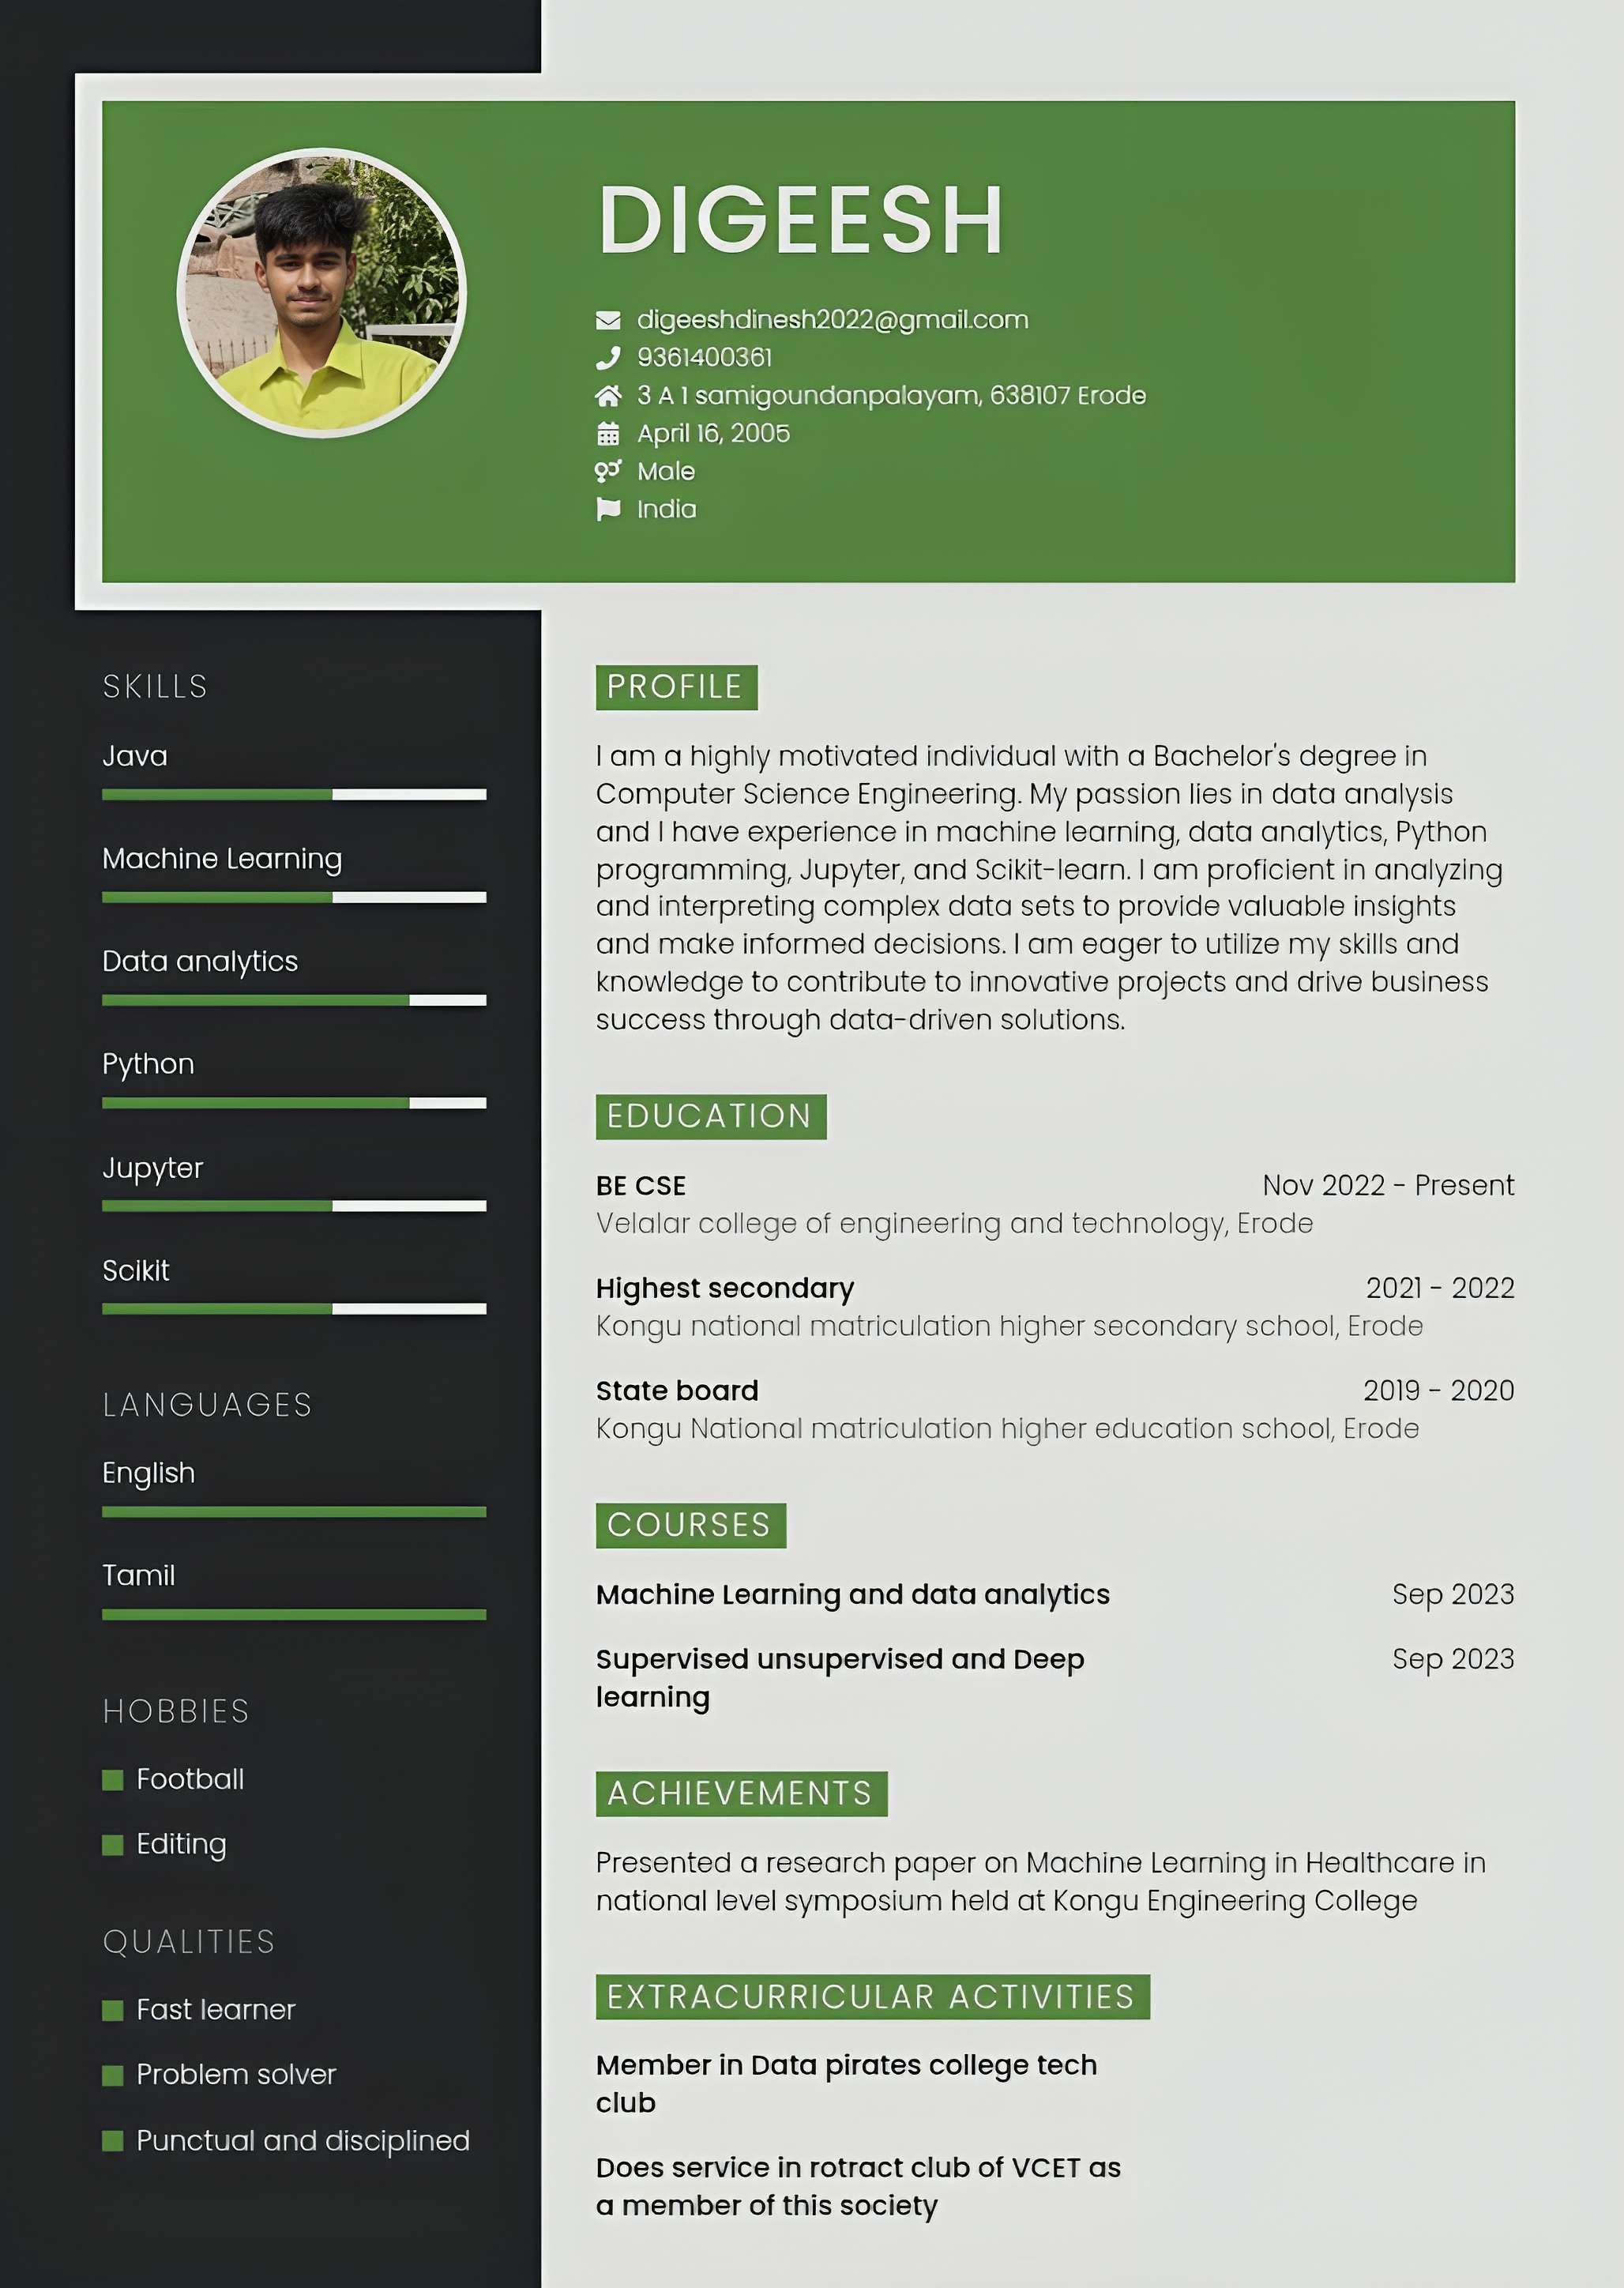 DIGEESH
digeeshdinesh2022@gmail.com
9361400361
3 A 1 samigoundanpalayam, 638107 Erode
April 16, 2005
Male
India
SKILLS
Java
Machine Learning
Data analytics
Python
Jupyter
Scikit
LANGUAGES
English
Tamil
HOBBIES
Football
Editing
QUALITIES
Fast learner
Problem solver
Punctual and disciplined
PROFILE
I am a highly motivated individual with a Bachelor's degree in
Computer Science Engineering. My passion lies in data analysis
and I have experience in machine learning, data analytics, Python
programming, Jupyter, and Scikit-learn. I am proficient in analyzing
and interpreting complex data sets to provide valuable insights
and make informed decisions. I am eager to utilize my skills and
knowledge to contribute to innovative projects and drive business
success through data-driven solutions.
EDUCATION
BE CSE Nov 2022 - Present
Velalar college of engineering and technology, Erode
Highest secondary 2021 - 2022
Kongu national matriculation higher secondary school, Erode
State board 2019 - 2020
Kongu National matriculation higher education school, Erode
COURSES
Machine Learning and data analytics Sep 2023
Supervised unsupervised and Deep Sep 2023
learning
ACHIEVEMENTS
Presented a research paper on Machine Learning in Healthcare in
national level symposium held at Kongu Engineering College
EXTRACURRICULAR ACTIVITIES
Member in Data pirates college tech
club
Does service in rotract club of VCET as
a member of this society